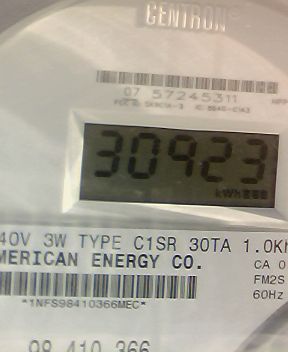 CENTRON®
07 57245311
30923
kWh
40V 3W TYPE C1SR 30TA 1.0Kh
MERICAN ENERGY CO.
CA 0
FM2S
60Hz
*1NFS98410366MEC*
98 410 366